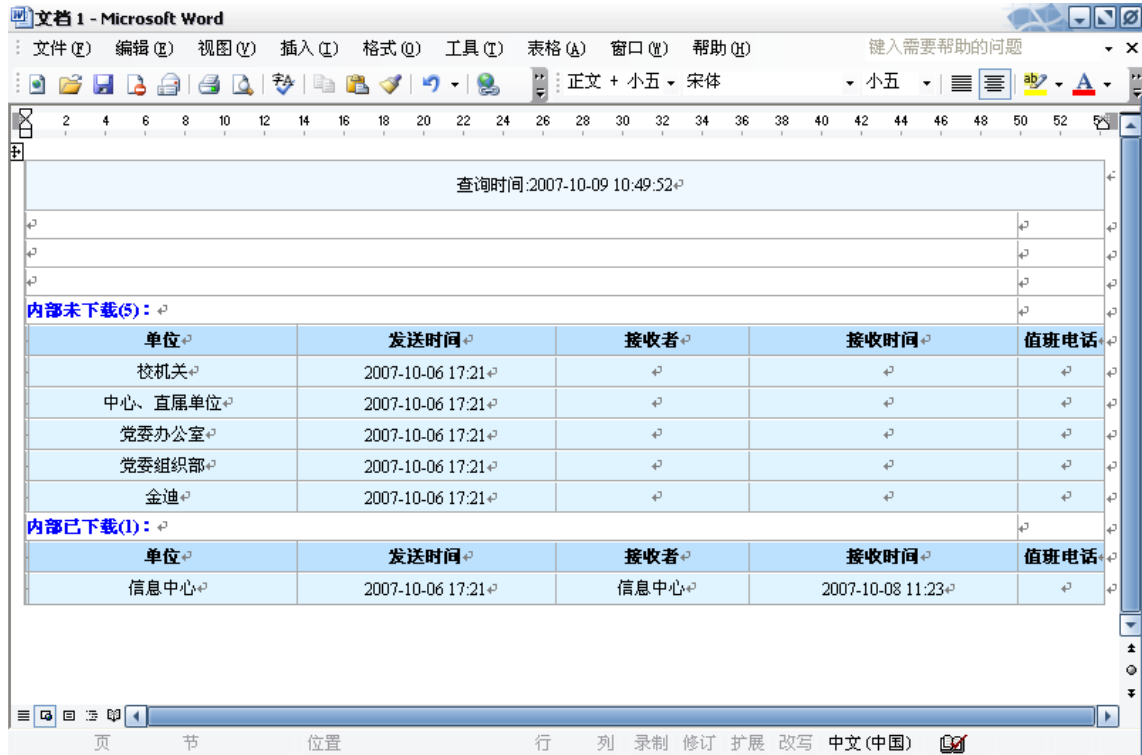 文档 1 - Microsoft Word
文件(F) 编辑(E) 视图(V) 插入(I) 格式(O) 工具(T) 表格(A) 窗口(W) 帮助(H) 键入需要帮助的问题
正文 + 小五 宋体 小五
2 4 6 8 10 12 14 16 18 20 22 24 26 28 30 32 34 36 38 40 42 44 46 48 50 52
查询时间:2007-10-09 10:49:52
内部未下载(5)：
单位 发送时间 接收者 接收时间 值班电话
校机关 2007-10-06 17:21
中心、直属单位 2007-10-06 17:21
党委办公室 2007-10-06 17:21
党委组织部 2007-10-06 17:21
金迪 2007-10-06 17:21
内部已下载(1)：
单位 发送时间 接收者 接收时间 值班电话
信息中心 2007-10-06 17:21 信息中心 2007-10-08 11:23
页 节 位置 行 列 录制 修订 扩展 改写 中文(中国)